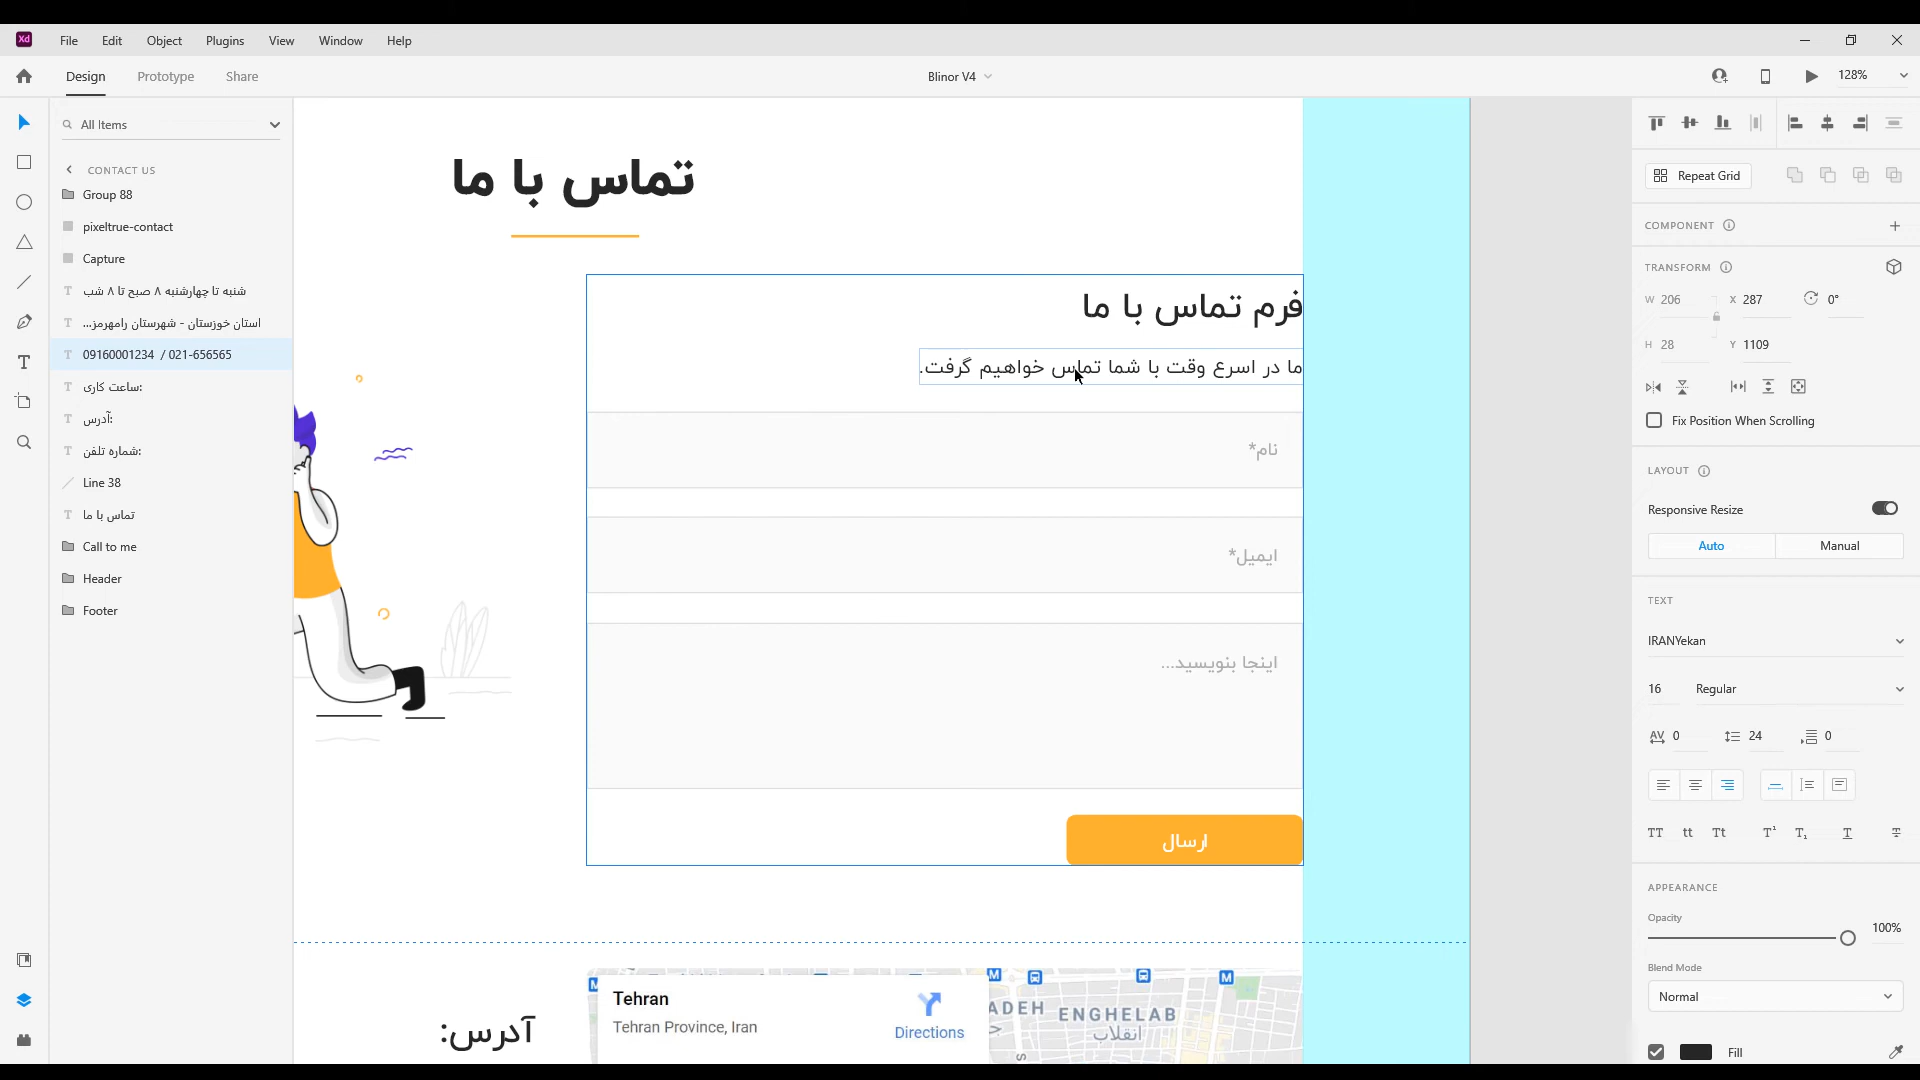 Xd File Edit Object Plugins View Window Help
Design Prototype Share
Blinor V4
128%
All Items
CONTACT US
Group 88
pixeltrue-contact
Capture
شنبه تا چهارشنبه ۸ صبح تا ۸ شب
استان خوزستان - شهرستان رامهرمز...
09160001234 / 021-656565
ساعت کاری:
آدرس:
شماره تلفن:
Line 38
تماس با ما
Call to me
Header
Footer
تماس با ما
فرم تماس با ما
ما در اسرع وقت با شما تماس خواهیم گرفت.
نام*
ایمیل*
اینجا بنویسید...
ارسال
آدرس:
Tehran
Tehran Province, Iran
Directions
M
M
M
ADEH
ENGHELAB
انقلاب
Repeat Grid
COMPONENT
TRANSFORM
W 206 X 287 0°
H 28 Y 1109
Fix Position When Scrolling
LAYOUT
Responsive Resize
Auto Manual
TEXT
IRANYekan
16 Regular
AV 0 24 0
TT tt Tt T¹ T₁ T T
APPEARANCE
Opacity
100%
Blend Mode
Normal
Fill